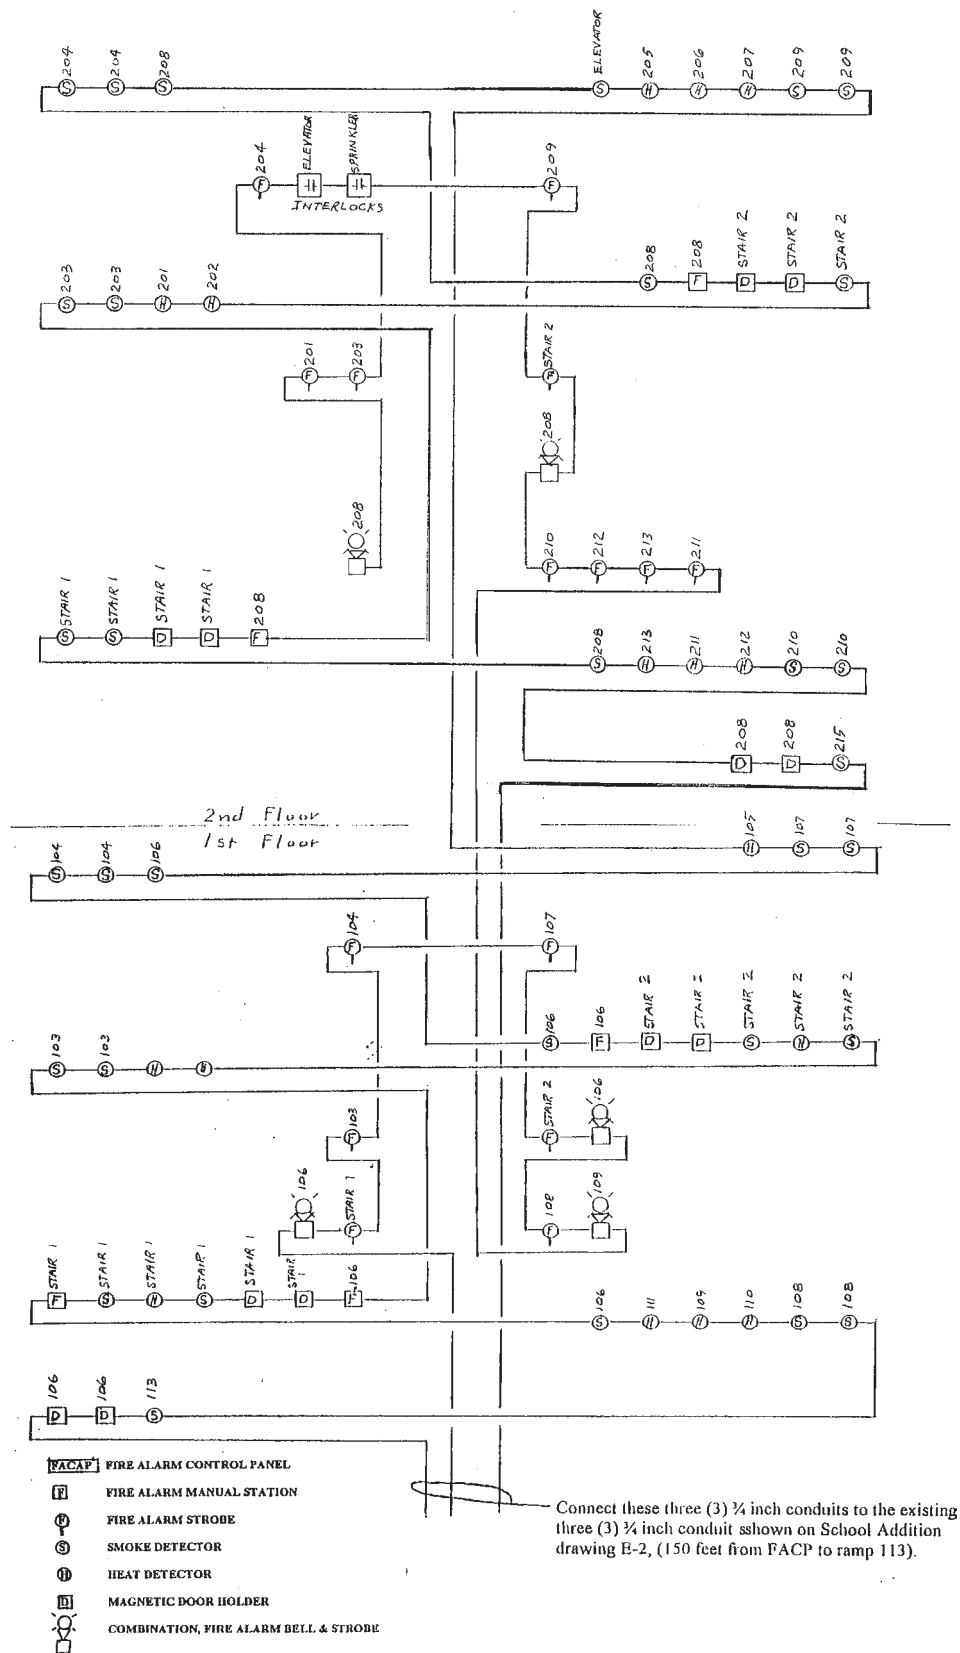 204 204 208 ELEVATOR 205 206 207 209 209
S S S S H H H S S
204 ELEVATOR SPRINKLER 209
F F
INTERLOCKS
208 208 STAIR 2 STAIR 2 STAIR 2
S F D D S
203 203 201 202
S S H H
201 203 STAIR 2
F F F
208
208
210 212 213 211
F F F F
STAIR 1 STAIR 1 STAIR 1 STAIR 1 208
S S D D F
208 213 211 212 210 210
S H H H S S
208 208 215
D D S
2nd Floor
1st Floor
105 107 107
H S S
104 104 106
S S S
104 107
F F
106 106 STAIR 2 STAIR 2 STAIR 2 STAIR 2 STAIR 2
S F D D S H S
103 103
S S H H
103 STAIR 2 106
F F
106 STAIR 1 108 109
F F
STAIR 1 STAIR 1 STAIR 1 STAIR 1 STAIR 1 STAIR 1 106
F S H S D D F
106 111 109 110 108 108
S H H H S S
106 106 113
D D S
FACAP FIRE ALARM CONTROL PANEL
F FIRE ALARM MANUAL STATION
F FIRE ALARM STROBE
S SMOKE DETECTOR
H HEAT DETECTOR
D MAGNETIC DOOR HOLDER
COMBINATION, FIRE ALARM BELL & STROBE
Connect these three (3) ¾ inch conduits to the existing
three (3) ¾ inch conduit sshown on School Addition
drawing E-2, (150 feet from FACP to ramp 113).